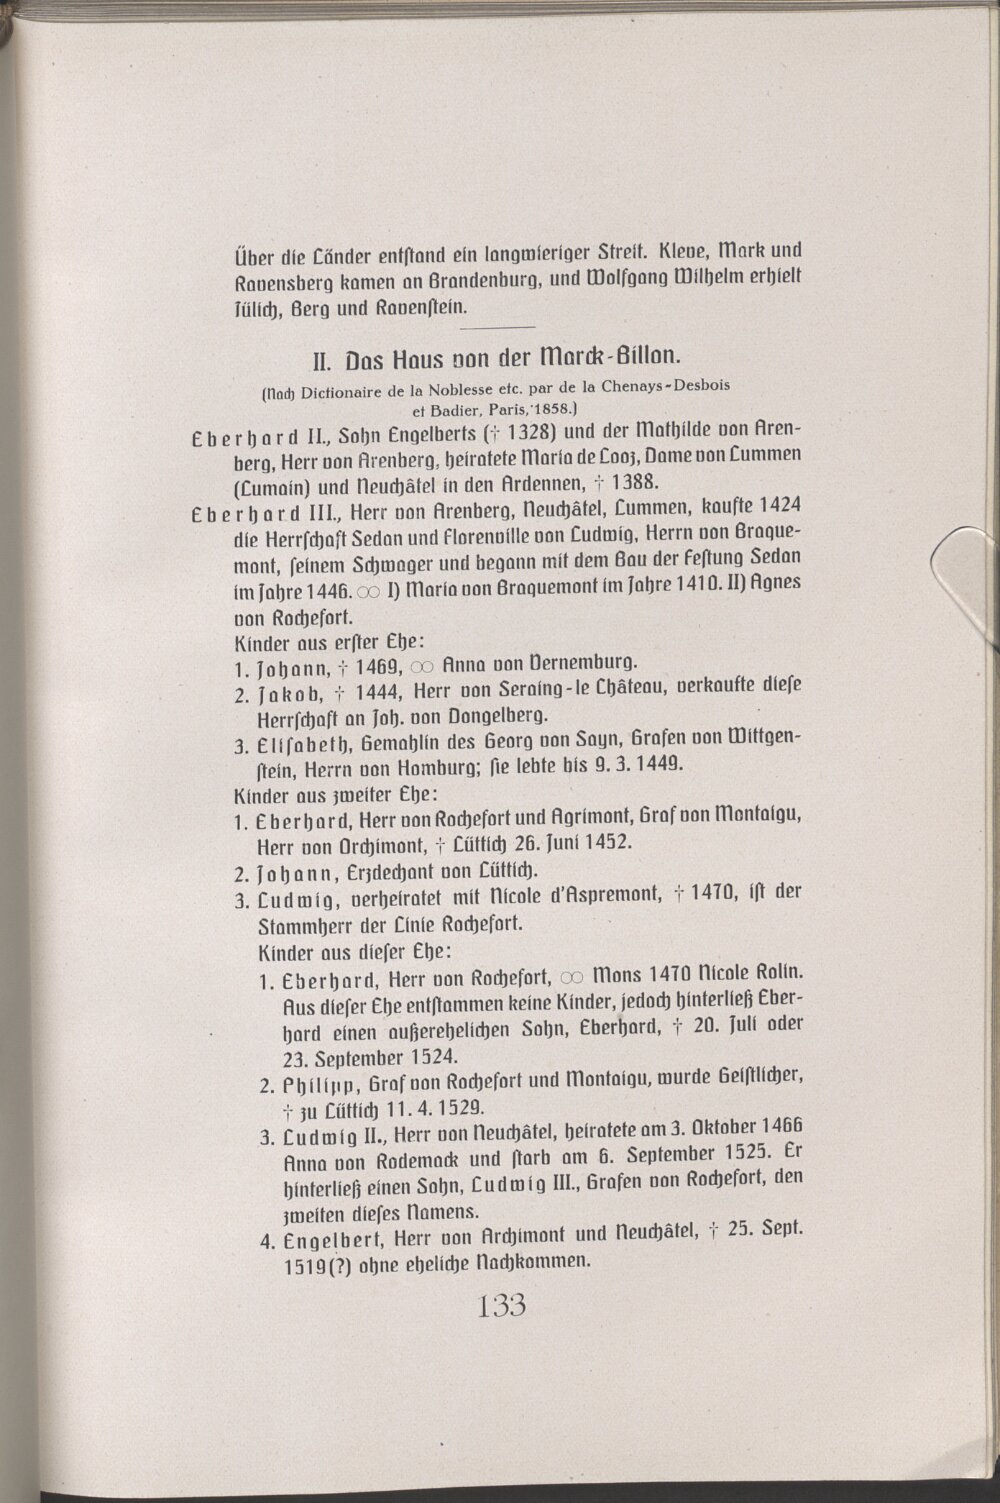 Über die Länder entstand ein langwieriger Streit. Kleve, Mark und
Ravensberg kamen an Brandenburg, und Wolfgang Wilhelm erhielt
Jülich, Berg und Ravenstein.
II. Das Haus von der Marck-Billon.
(Nach Dictionaire de la Noblesse etc. par de la Chenays-Desbois
et Badier, Paris, 1858.)
Eberhard II., Sohn Engelberts († 1328) und der Mathilde von Aren-
berg, Herr von Arenberg, heiratete Maria de Looz, Dame von Lummen
(Lumain) und Neuchâtel in den Ardennen, † 1388.
Eberhard III., Herr von Arenberg, Neuchâtel, Lummen, kaufte 1424
die Herrschaft Sedan und Florenville von Ludwig, Herrn von Braque-
mont, seinem Schwager und begann mit dem Bau der Festung Sedan
im Jahre 1446. ∞ I) Maria von Braquemont im Jahre 1410. II) Agnes
von Rochefort.
Kinder aus erster Ehe:
1. Johann, † 1469, ∞ Anna von Vernemburg.
2. Jakob, † 1444, Herr von Seraing-le Château, verkaufte diese
Herrschaft an Joh. von Dongelberg.
3. Elisabeth, Gemahlin des Georg von Sayn, Grafen von Wittgen-
stein, Herrn von Homburg; sie lebte bis 9. 3. 1449.
Kinder aus zweiter Ehe:
1. Eberhard, Herr von Rochefort und Agrimont, Graf von Montaigu,
Herr von Orchimont, † Lüttich 26. Juni 1452.
2. Johann, Erzdechant von Lüttich.
3. Ludwig, verheiratet mit Nicole d'Aspremont, † 1470, ist der
Stammherr der Linie Rochefort.
Kinder aus dieser Ehe:
1. Eberhard, Herr von Rochefort, ∞ Mons 1470 Nicole Rolin.
Aus dieser Ehe entstammen keine Kinder, jedoch hinterließ Eber-
hard einen außerehelichen Sohn, Eberhard, † 20. Juli oder
23. September 1524.
2. Philipp, Graf von Rochefort und Montaigu, wurde Geistlicher,
† zu Lüttich 11. 4. 1529.
3. Ludwig II., Herr von Neuchâtel, heiratete am 3. Oktober 1466
Anna von Rodemack und starb am 6. September 1525. Er
hinterließ einen Sohn, Ludwig III., Grafen von Rochefort, den
zweiten dieses Namens.
4. Engelbert, Herr von Archimont und Neuchâtel, † 25. Sept.
1519(?) ohne eheliche Nachkommen.
133